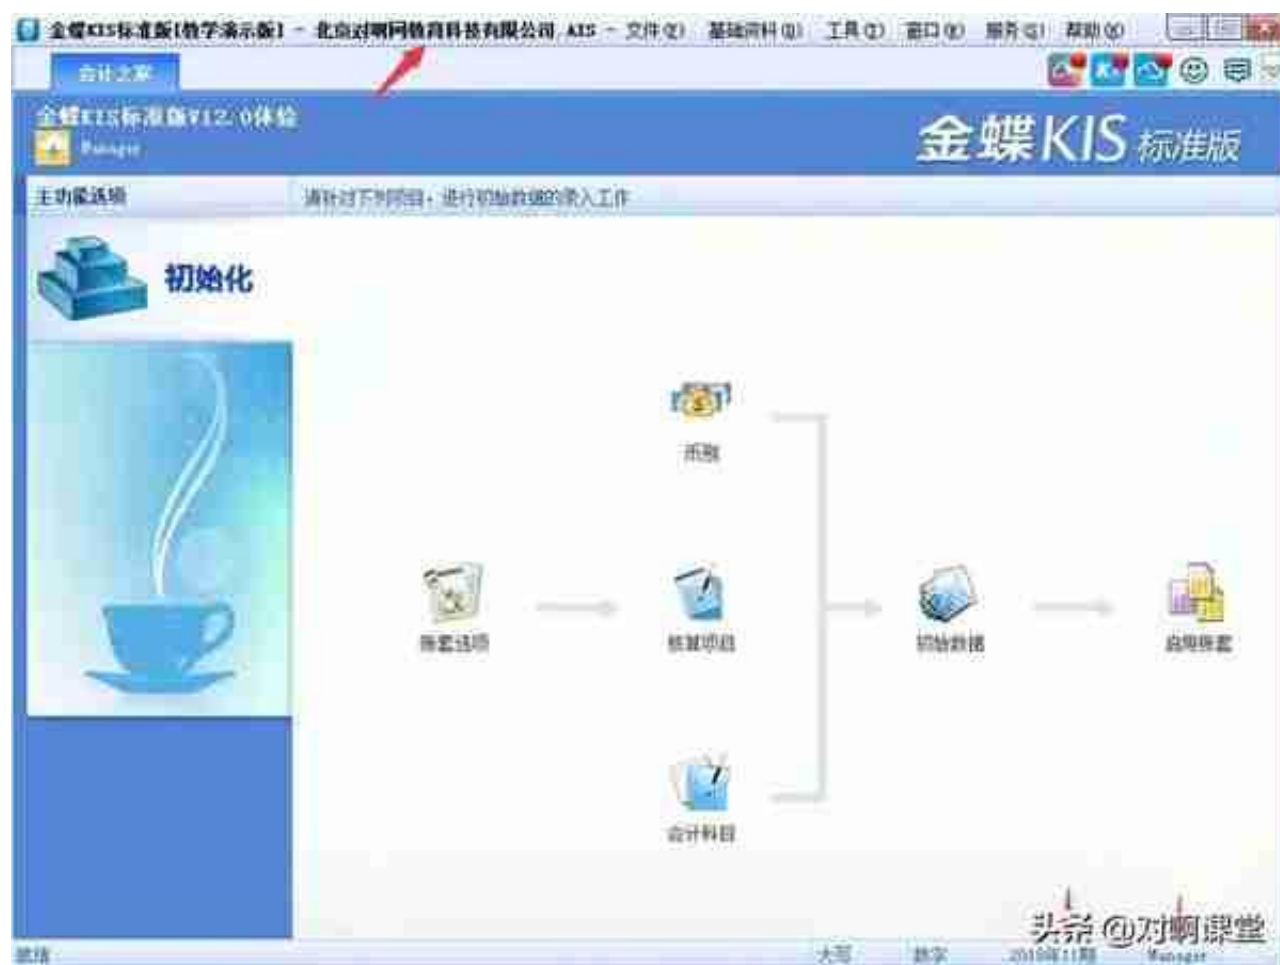 金蝶KIS标准版[教学演示版] - 北京对啊网教育科技有限公司.AIS - 文件(F) 基础资料(D) 工具(T) 窗口(W) 服务(S) 帮助(H)
会计之家
金蝶KIS标准版V12.0体验
Manager
金蝶KIS 标准版
主功能选项
请针对下列项目，进行初始数据的录入工作
初始化
币别
账套选项
核算项目
初始数据
启用账套
会计科目
头条 @对啊课堂
就绪
大写
数字
Manager